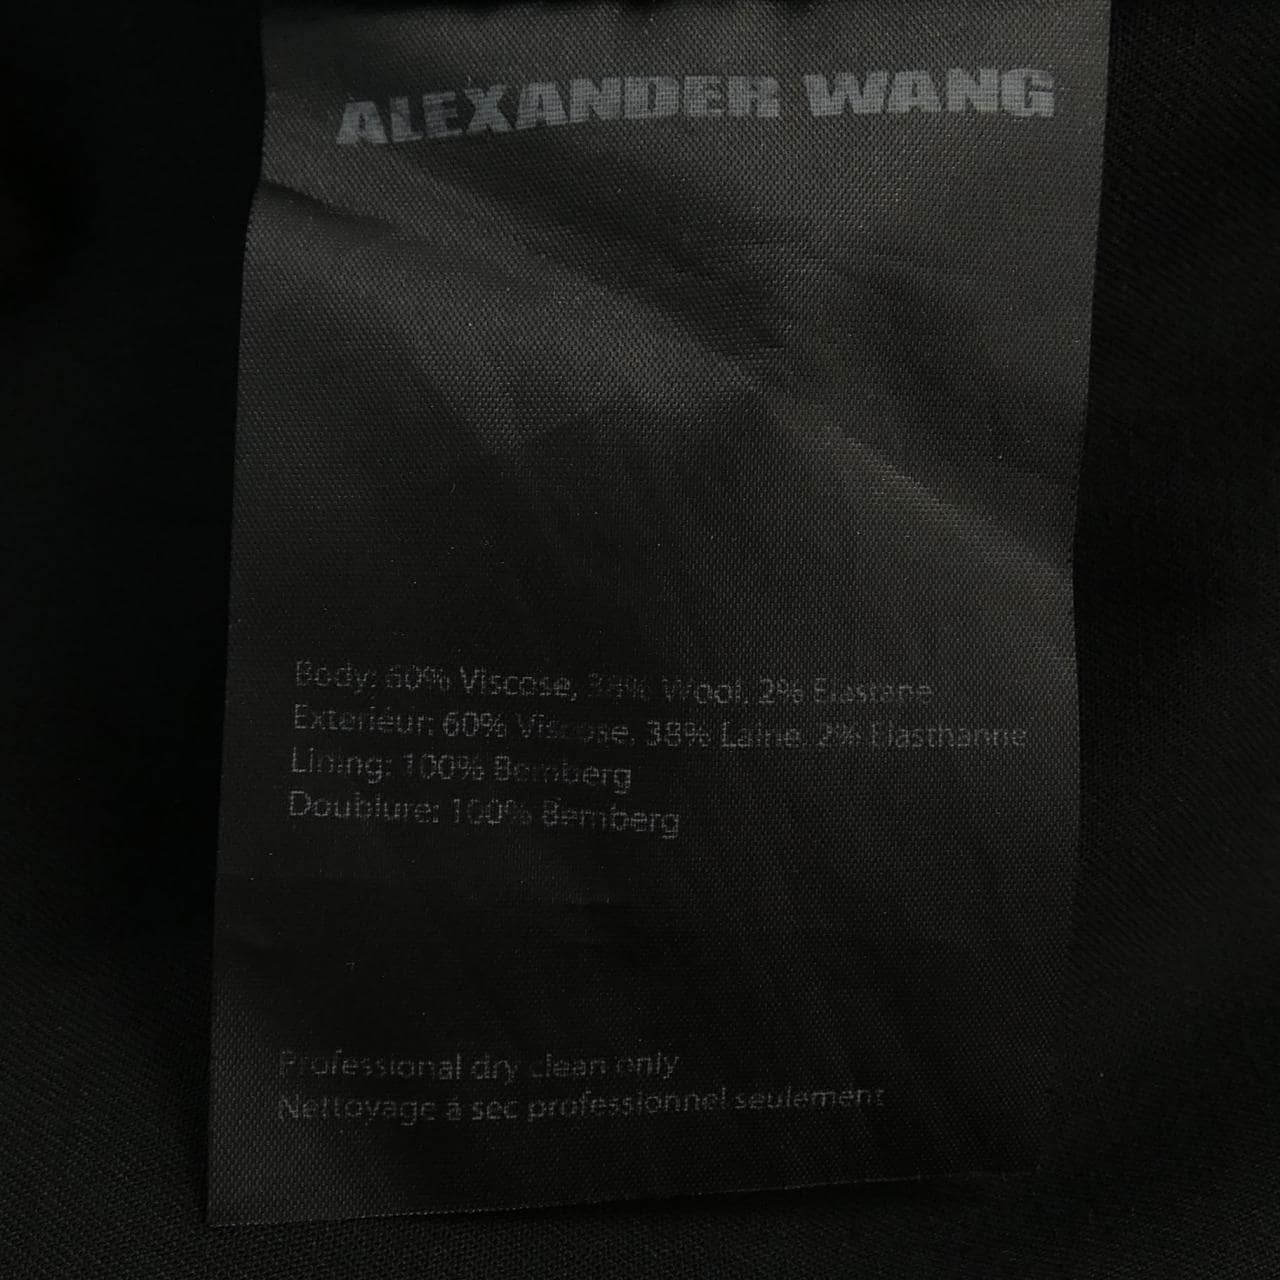 ALEXANDER WANG
Body: 60% Viscose, 38% Wool, 2% Elastane
Exterieur: 60% Viscose, 38% Laine, 2% Elasthanne
Lining: 100% Bemberg
Doublure: 100% Bemberg
Professional dry clean only
Nettoyage à sec professionnel seulement